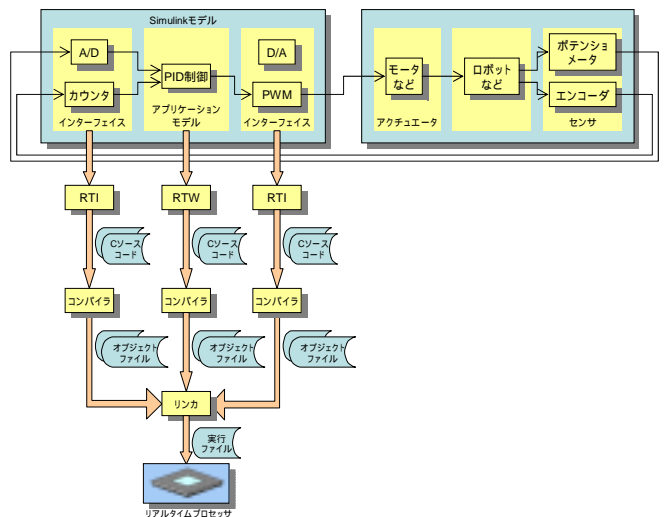 Simulinkモデル
A/D
カウンタ
インターフェイス
PID制御
アプリケーション
モデル
D/A
PWM
インターフェイス
モータ
など
アクチュエータ
ロボット
など
ポテンショ
メータ
エンコーダ
センサ
RTI
RTW
RTI
Cソース
コード
Cソース
コード
Cソース
コード
コンパイラ
コンパイラ
コンパイラ
オブジェクト
ファイル
オブジェクト
ファイル
オブジェクト
ファイル
リンカ
実行
ファイル
リアルタイムプロセッサ